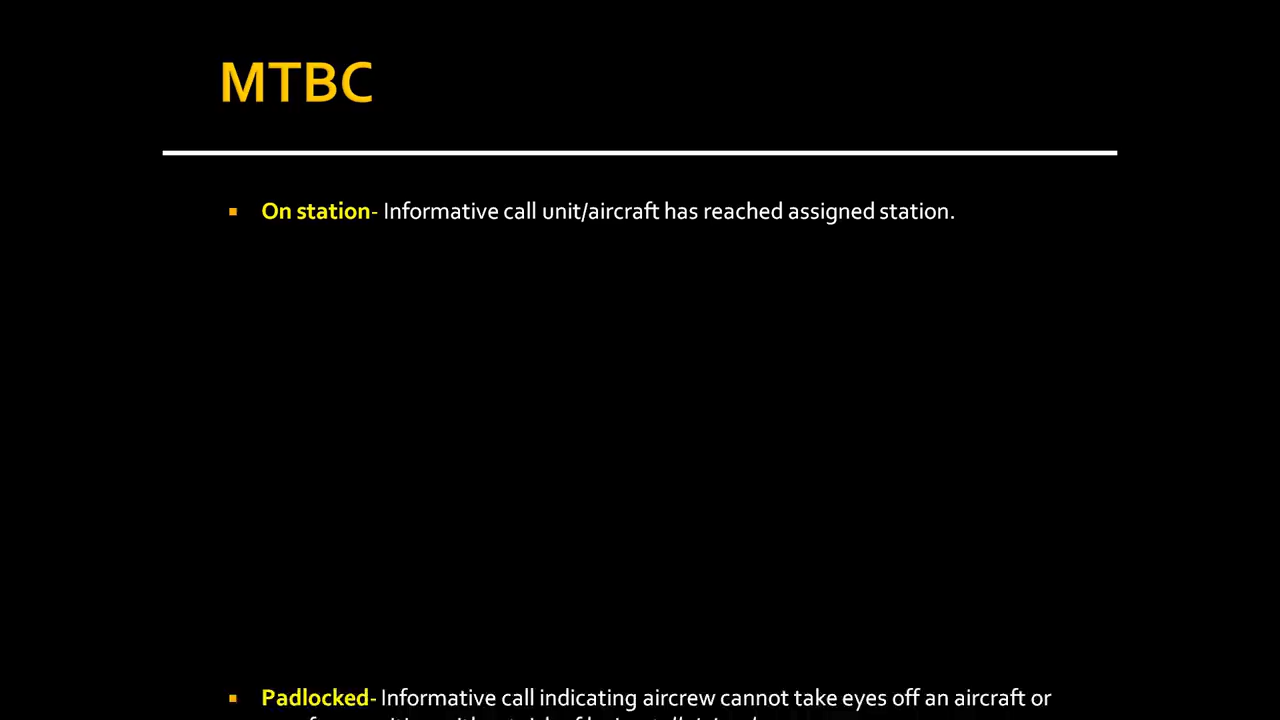 MTBC
▪ On station- Informative call unit/aircraft has reached assigned station.
▪ Padlocked- Informative call indicating aircrew cannot take eyes off an aircraft or